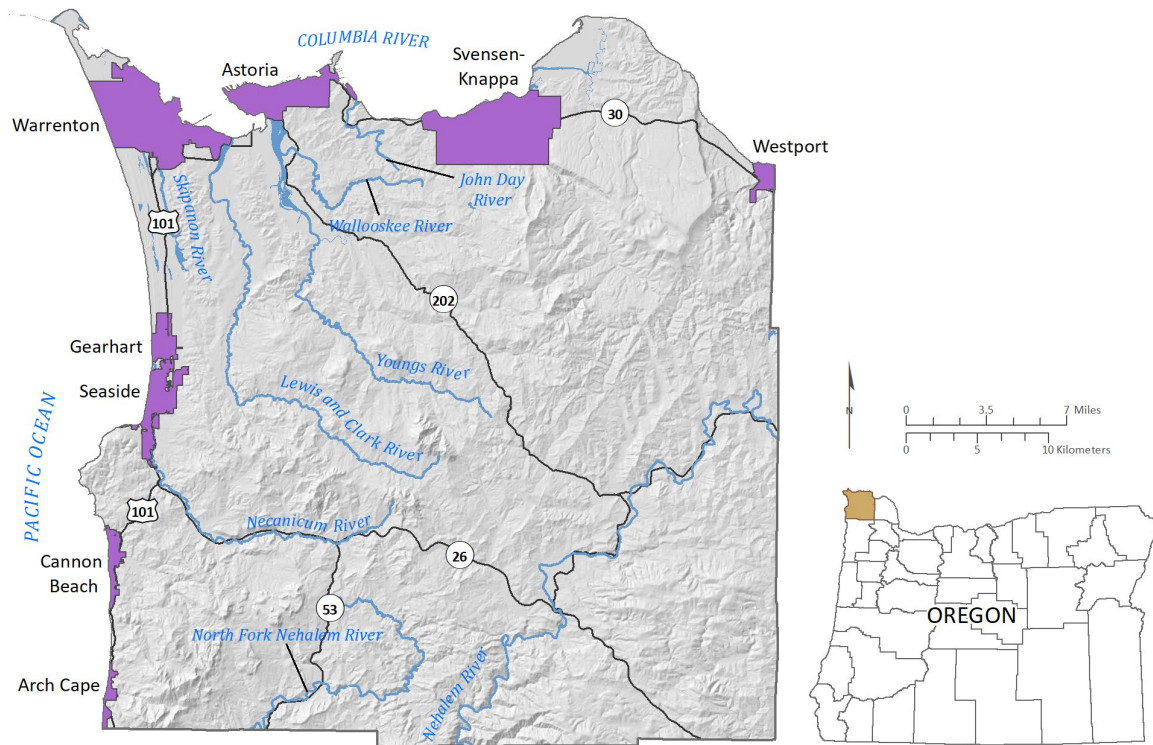 COLUMBIA RIVER
Svensen-
Knappa
Astoria
Warrenton
30
Westport
John Day
River
Skipanon River
Wallooskee River
101
202
Gearhart
Youngs River
Seaside
Lewis and Clark River
PACIFIC OCEAN
N
0 3.5 7 Miles
0 5 10 Kilometers
101
Necanicum River
26
Cannon
Beach
53
North Fork Nehalem River
OREGON
Nehalem River
Arch Cape